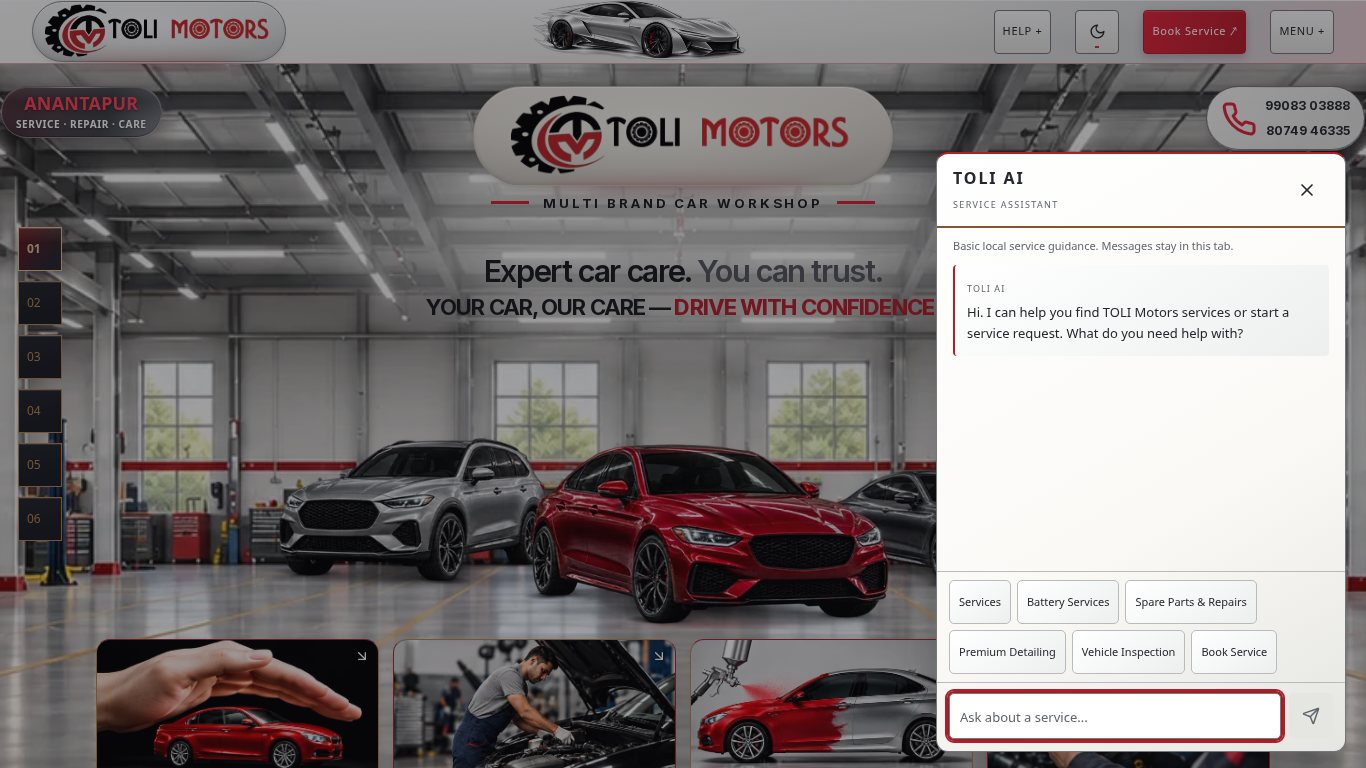 TOLI MOTORS
HELP +
Book Service ↗
MENU +
ANANTAPUR
SERVICE · REPAIR · CARE
99083 03888
80749 46335
TOLI MOTORS
MULTI BRAND CAR WORKSHOP
Expert car care. You can trust.
YOUR CAR, OUR CARE — DRIVE WITH CONFIDENCE
01
02
03
04
05
06
TOLI AI
SERVICE ASSISTANT
Basic local service guidance. Messages stay in this tab.
TOLI AI
Hi. I can help you find TOLI Motors services or start a
service request. What do you need help with?
Services
Battery Services
Spare Parts & Repairs
Premium Detailing
Vehicle Inspection
Book Service
Ask about a service...